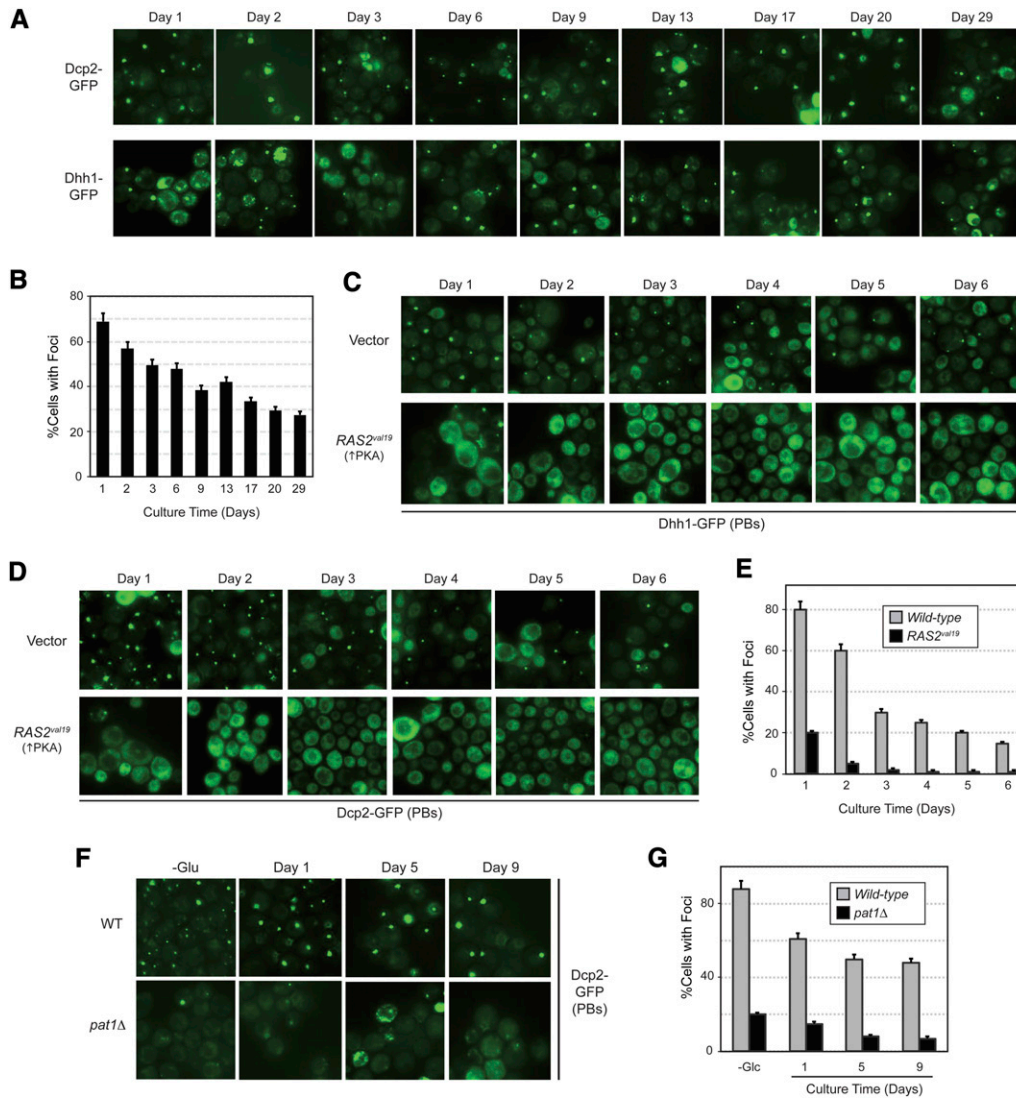 A
Day 1 Day 2 Day 3 Day 6 Day 9 Day 13 Day 17 Day 20 Day 29
Dcp2-
GFP
Dhh1-
GFP
B
80
60
40
20
0
%Cells with Foci
1 2 3 6 9 13 17 20 29
Culture Time (Days)
C
Day 1 Day 2 Day 3 Day 4 Day 5 Day 6
Vector
RAS2val19
(↑PKA)
Dhh1-GFP (PBs)
D
Day 1 Day 2 Day 3 Day 4 Day 5 Day 6
Vector
RAS2val19
(↑PKA)
Dcp2-GFP (PBs)
E
80
60
40
20
0
%Cells with Foci
Wild-type
RAS2val19
1 2 3 4 5 6
Culture Time (Days)
F
-Glu Day 1 Day 5 Day 9
WT
pat1Δ
Dcp2-
GFP
(PBs)
G
80
40
0
%Cells with Foci
Wild-type
pat1Δ
-Glc 1 5 9
Culture Time (Days)